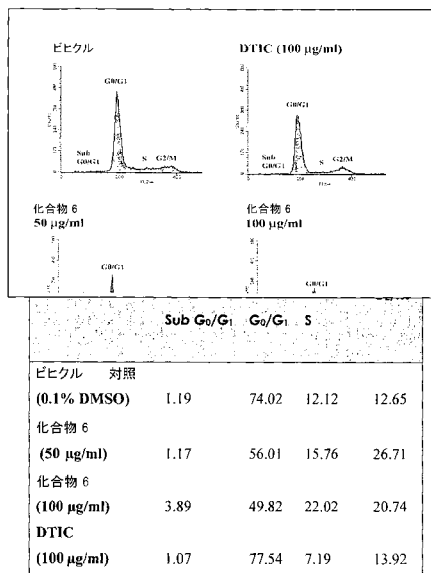 ビヒクル
DTIC (100 µg/ml)
G0/G1
Sub
G0/G1
S
G2/M
G0/G1
Sub
G0/G1
S
G2/M
化合物 6
50 µg/ml
化合物 6
100 µg/ml
G0/G1
G0/G1
Sub G₀/G₁ G₀/G₁ S
ビヒクル 対照
(0.1% DMSO) 1.19 74.02 12.12 12.65
化合物 6
(50 µg/ml) 1.17 56.01 15.76 26.71
化合物 6
(100 µg/ml) 3.89 49.82 22.02 20.74
DTIC
(100 µg/ml) 1.07 77.54 7.19 13.92